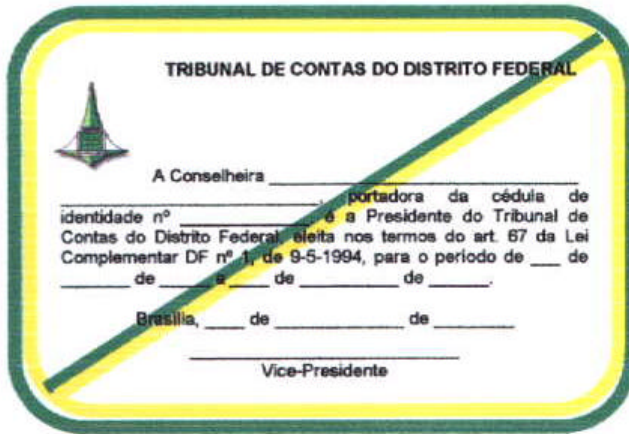 TRIBUNAL DE CONTAS DO DISTRITO FEDERAL
A Conselheira ____________________
____________________, portadora da cédula de
identidade nº __________, é a Presidente do Tribunal de
Contas do Distrito Federal, eleita nos termos do art. 67 da Lei
Complementar DF nº 1, de 9-5-1994, para o período de ___ de
_______ de _____ a ____ de _________ de ______.
Brasília, ____ de _____________ de ________
Vice-Presidente